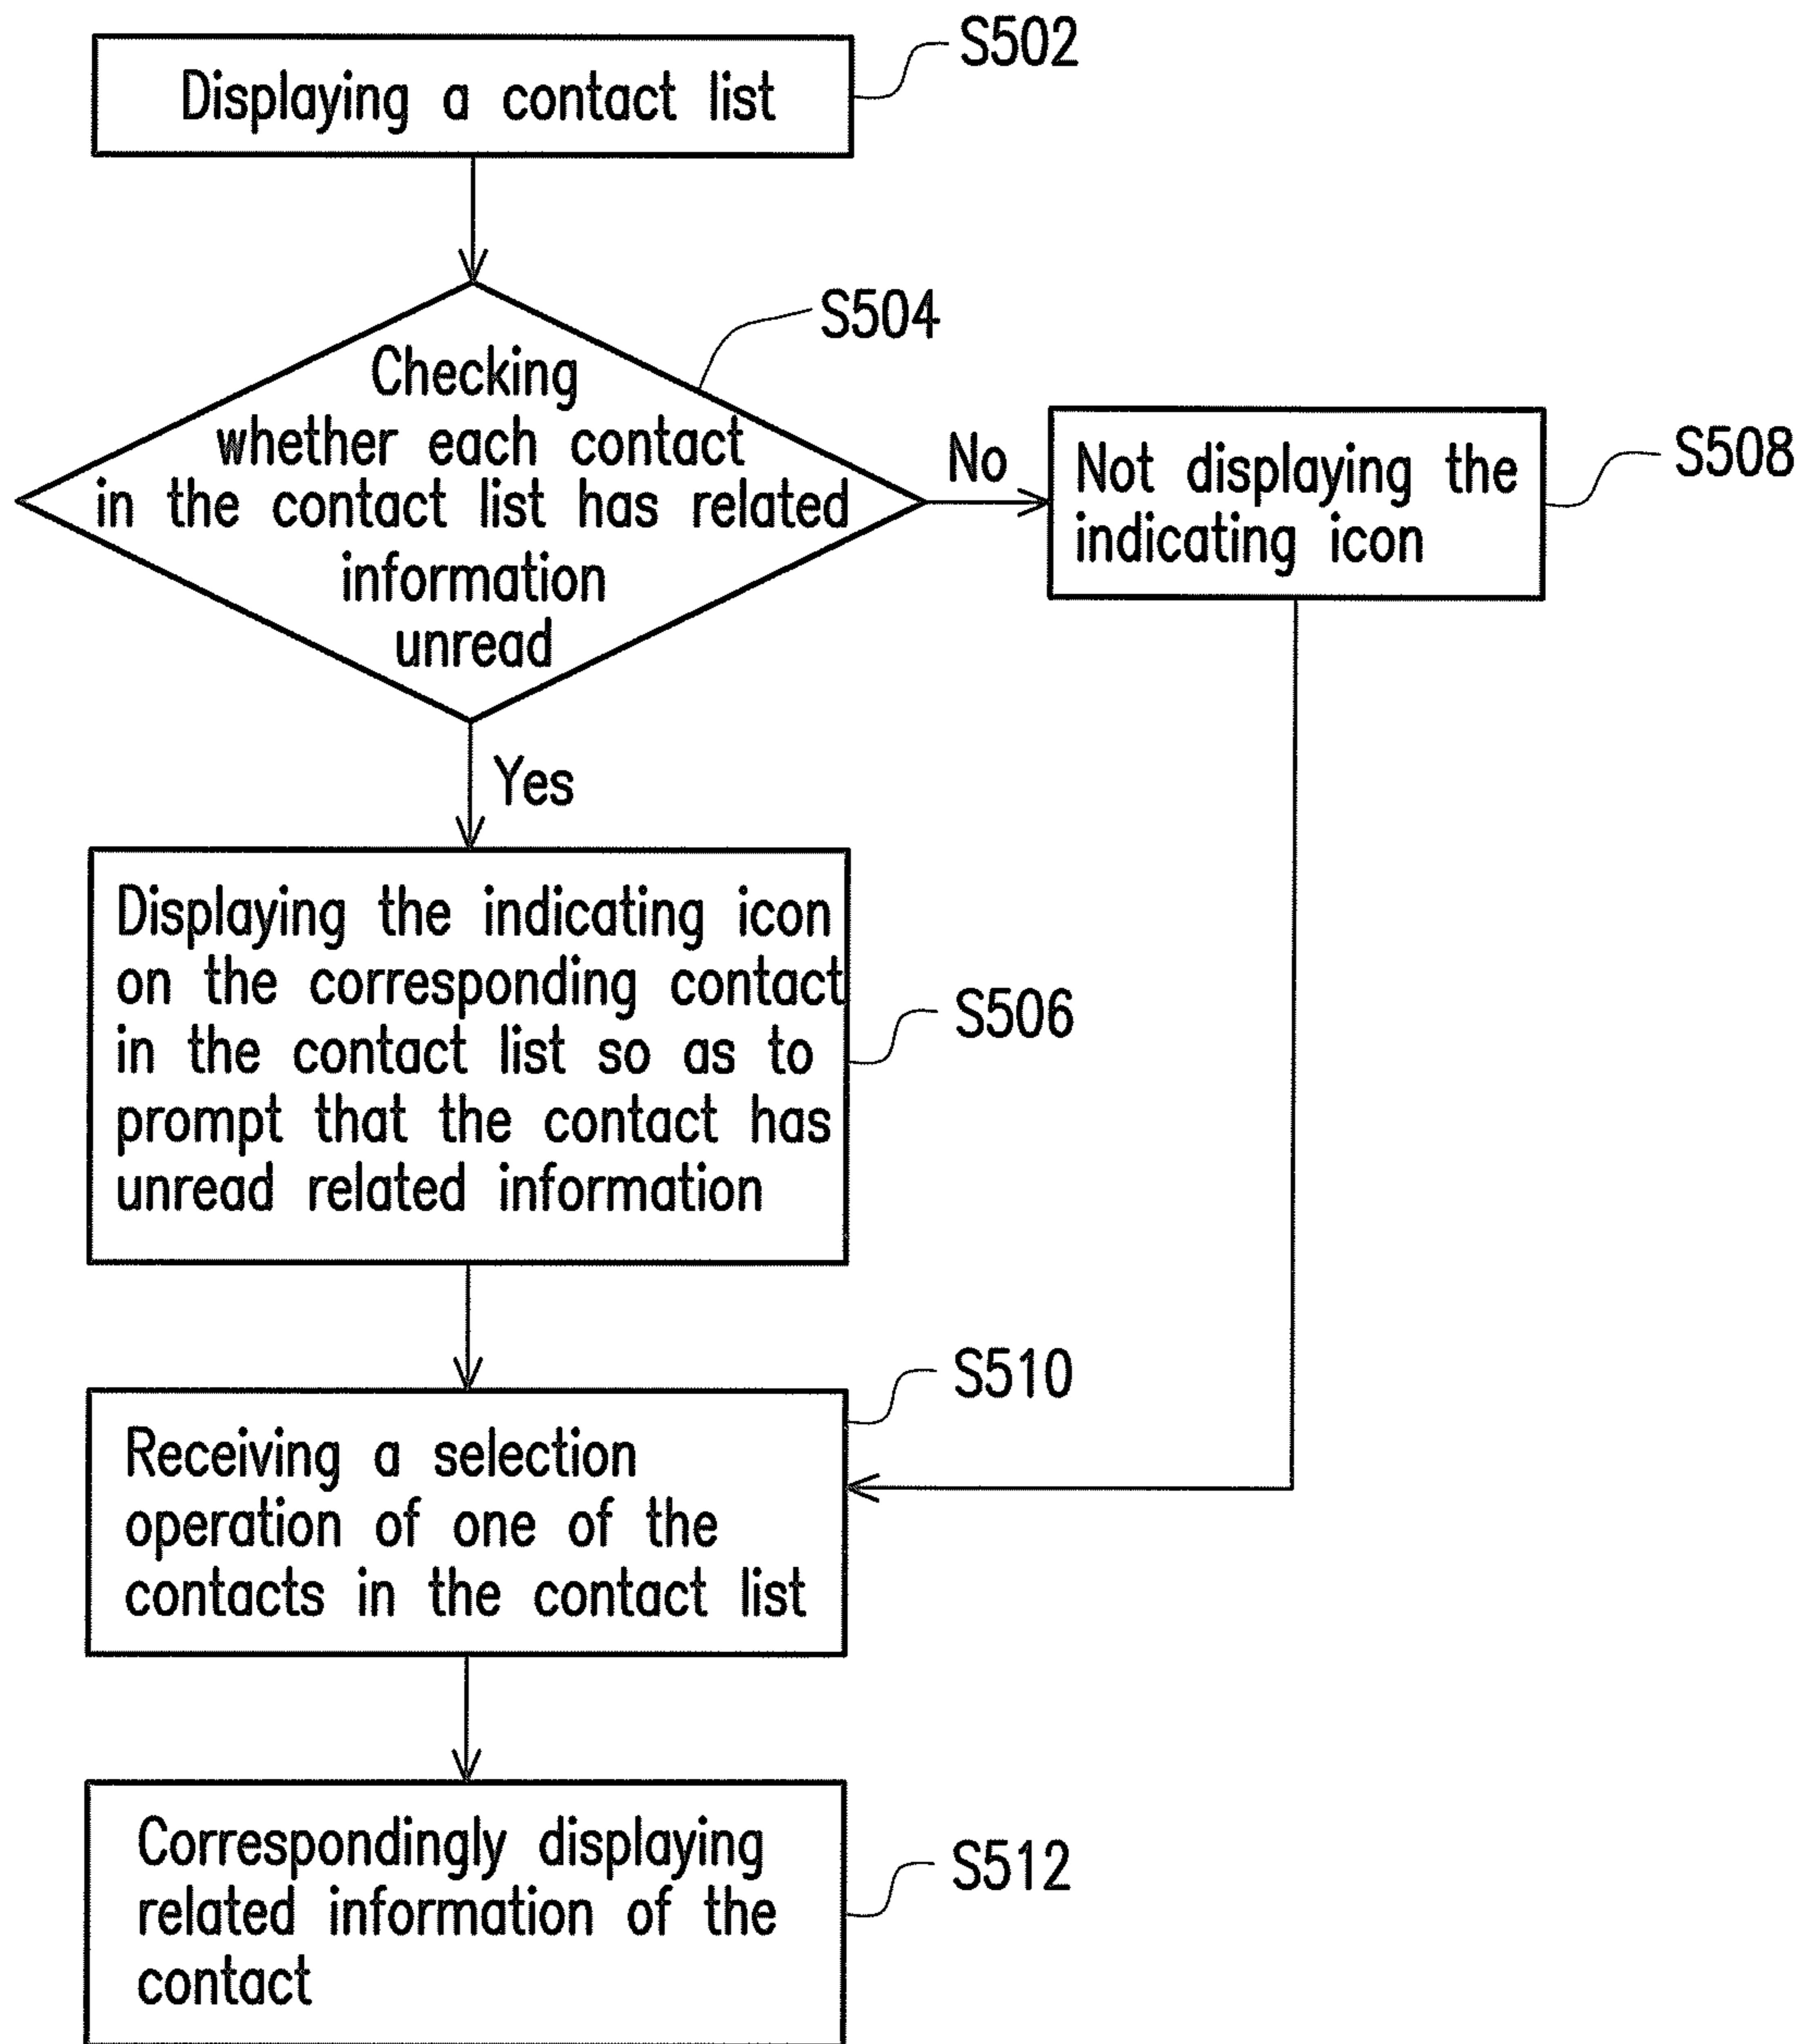 S502
Displaying a contact list
S504
Checking
whether each contact
in the contact list has related
information
unread
No
Not displaying the
indicating icon
S508
Yes
Displaying the indicating icon
on the corresponding contact
in the contact list so as to
prompt that the contact has
unread related information
S506
S510
Receiving a selection
operation of one of the
contacts in the contact list
Correspondingly displaying
related information of the
contact
S512